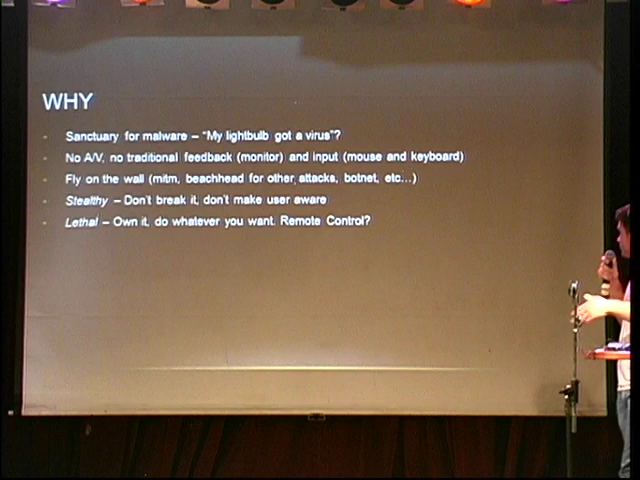 WHY
- Sanctuary for malware – "My lightbulb got a virus"?
- No A/V, no traditional feedback (monitor) and input (mouse and keyboard)
- Fly on the wall (mitm, beachhead for other attacks, botnet, etc...)
- Stealthy – Don't break it, don't make user aware
- Lethal – Own it, do whatever you want. Remote Control?